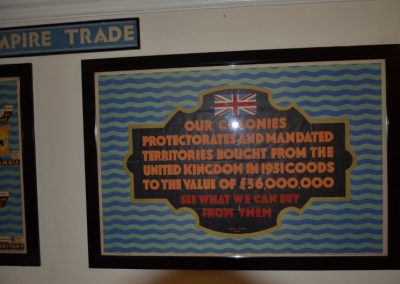 MPIRE TRADE
OUR COLONIES
PROTECTORATES AND MANDATED
TERRITORIES BOUGHT FROM THE
UNITED KINGDOM IN 1931 GOODS
TO THE VALUE OF £36,000,000
SEE WHAT WE CAN BUY
FROM THEM